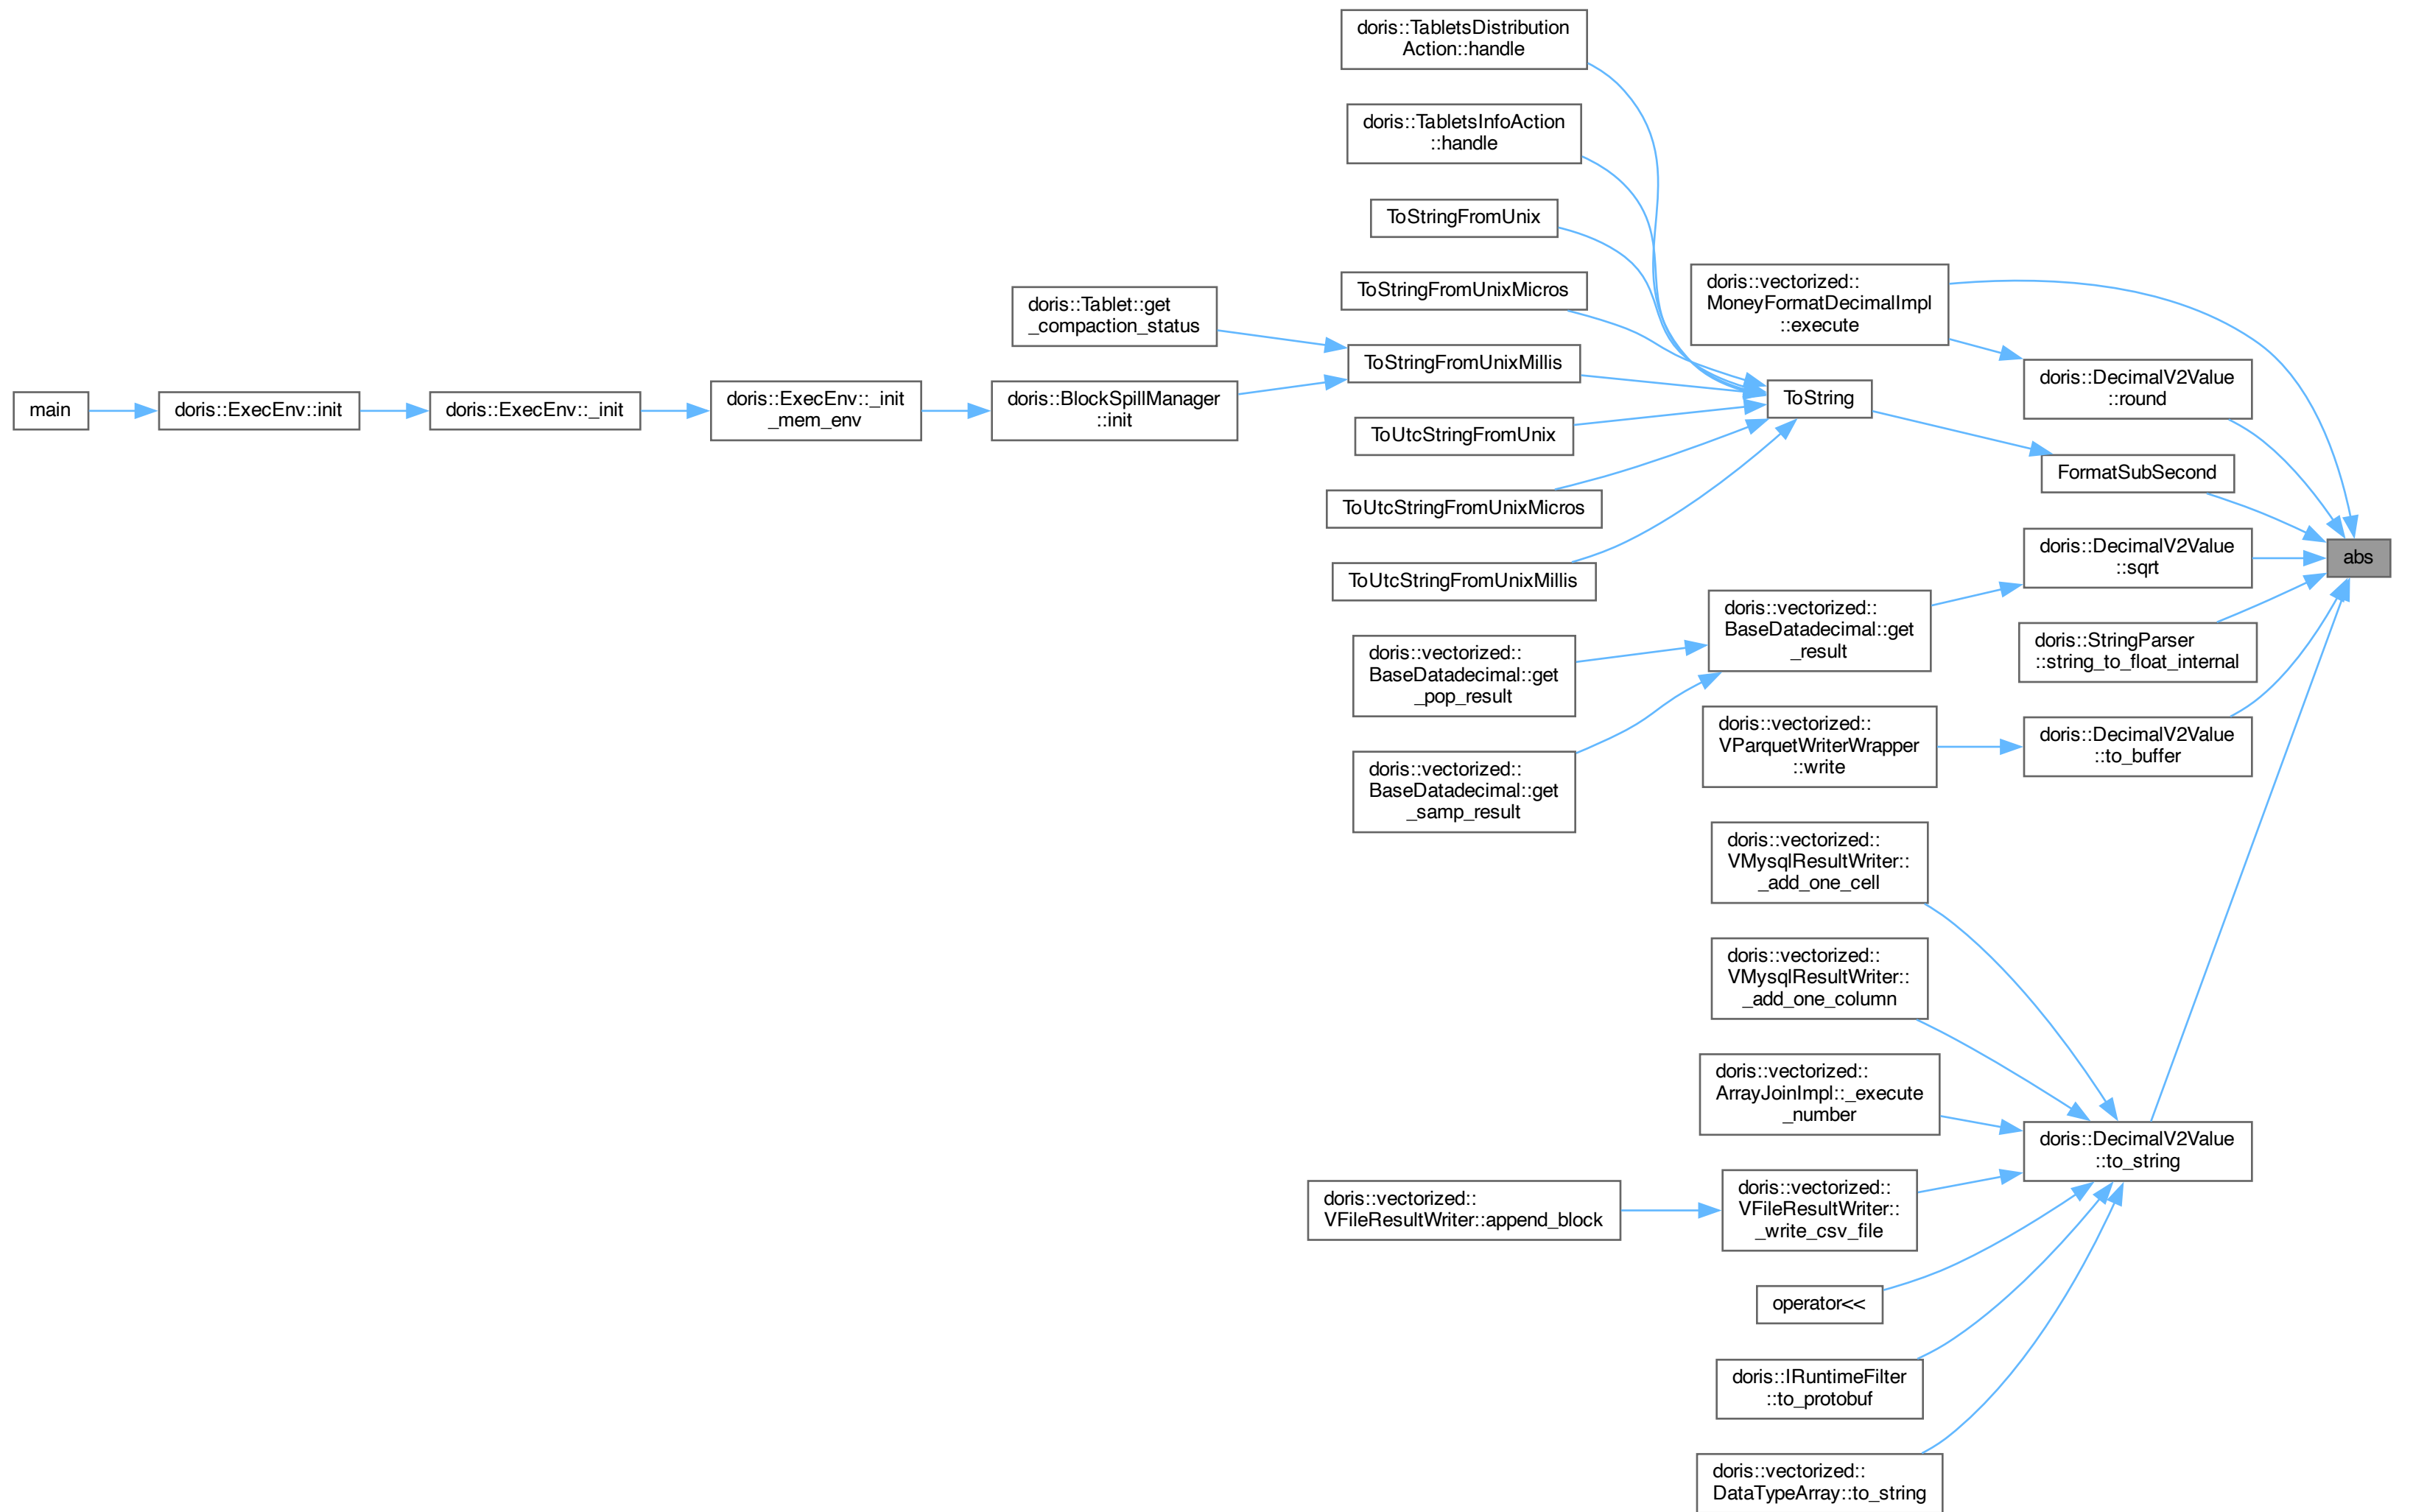 doris::TabletsDistribution
Action::handle
doris::TabletsInfoAction
::handle
ToStringFromUnix
ToStringFromUnixMicros
doris::vectorized::
MoneyFormatDecimalImpl
::execute
doris::Tablet::get
_compaction_status
ToStringFromUnixMillis
doris::DecimalV2Value
::round
main
doris::ExecEnv::init
doris::ExecEnv::_init
doris::ExecEnv::_init
_mem_env
doris::BlockSpillManager
::init
ToString
ToUtcStringFromUnix
FormatSubSecond
ToUtcStringFromUnixMicros
doris::DecimalV2Value
::sqrt
abs
ToUtcStringFromUnixMillis
doris::vectorized::
BaseDatadecimal::get
_result
doris::StringParser
::string_to_float_internal
doris::vectorized::
BaseDatadecimal::get
_pop_result
doris::vectorized::
VParquetWriterWrapper
::write
doris::DecimalV2Value
::to_buffer
doris::vectorized::
BaseDatadecimal::get
_samp_result
doris::vectorized::
VMysqlResultWriter::
_add_one_cell
doris::vectorized::
VMysqlResultWriter::
_add_one_column
doris::vectorized::
ArrayJoinImpl::_execute
_number
doris::DecimalV2Value
::to_string
doris::vectorized::
VFileResultWriter::append_block
doris::vectorized::
VFileResultWriter::
_write_csv_file
operator<<
doris::IRuntimeFilter
::to_protobuf
doris::vectorized::
DataTypeArray::to_string